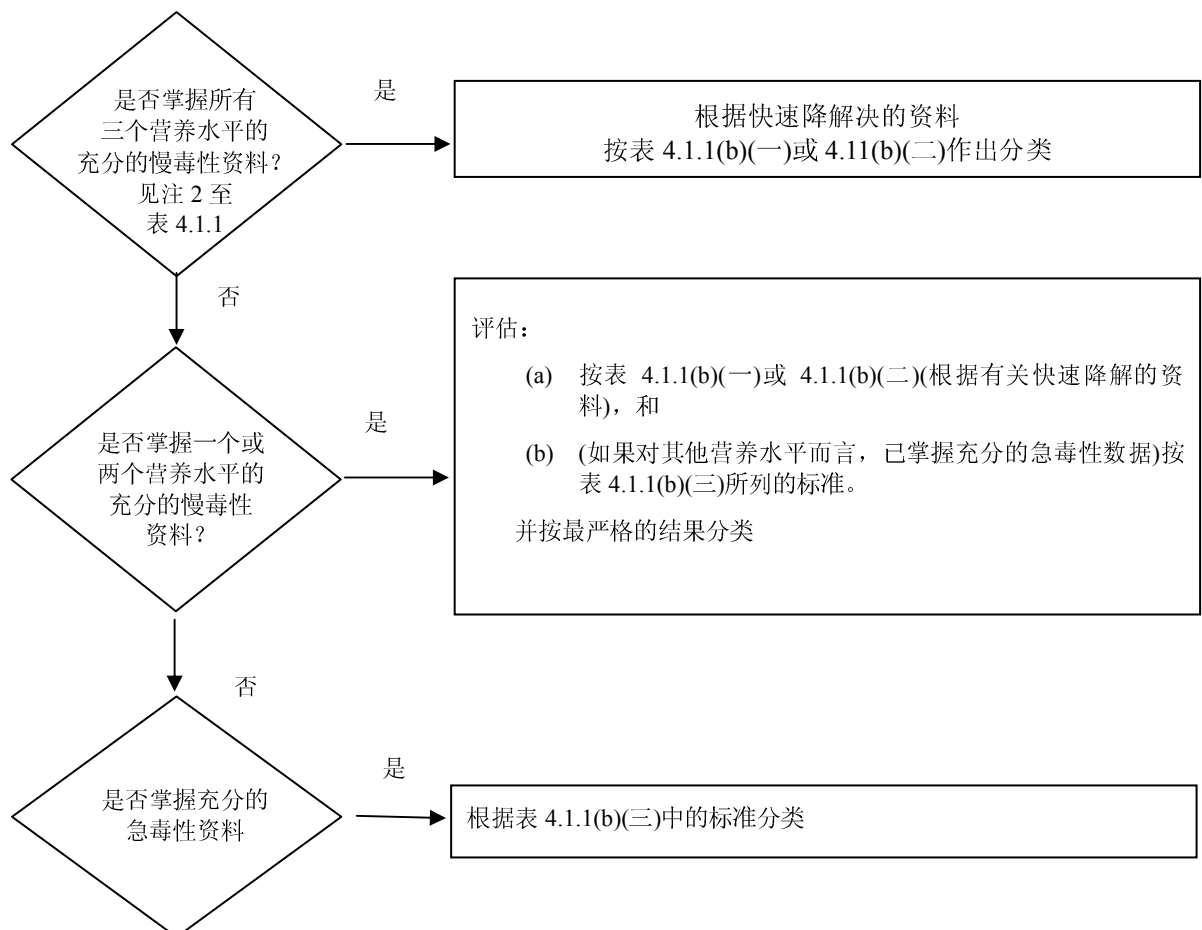 是否掌握所有
三个营养水平的
充分的慢毒性资料？
见注 2 至
表 4.1.1
是
根据快速降解决的资料
按表 4.1.1(b)(一)或 4.11(b)(二)作出分类
否
是否掌握一个或
两个营养水平的
充分的慢毒性
资料？
是
评估：
(a) 按表 4.1.1(b)(一)或 4.1.1(b)(二)(根据有关快速降解的资
料)，和
(b) (如果对其他营养水平而言，已掌握充分的急毒性数据)按
表 4.1.1(b)(三)所列的标准。
并按最严格的结果分类
否
是否掌握充分的
急毒性资料
是
根据表 4.1.1(b)(三)中的标准分类